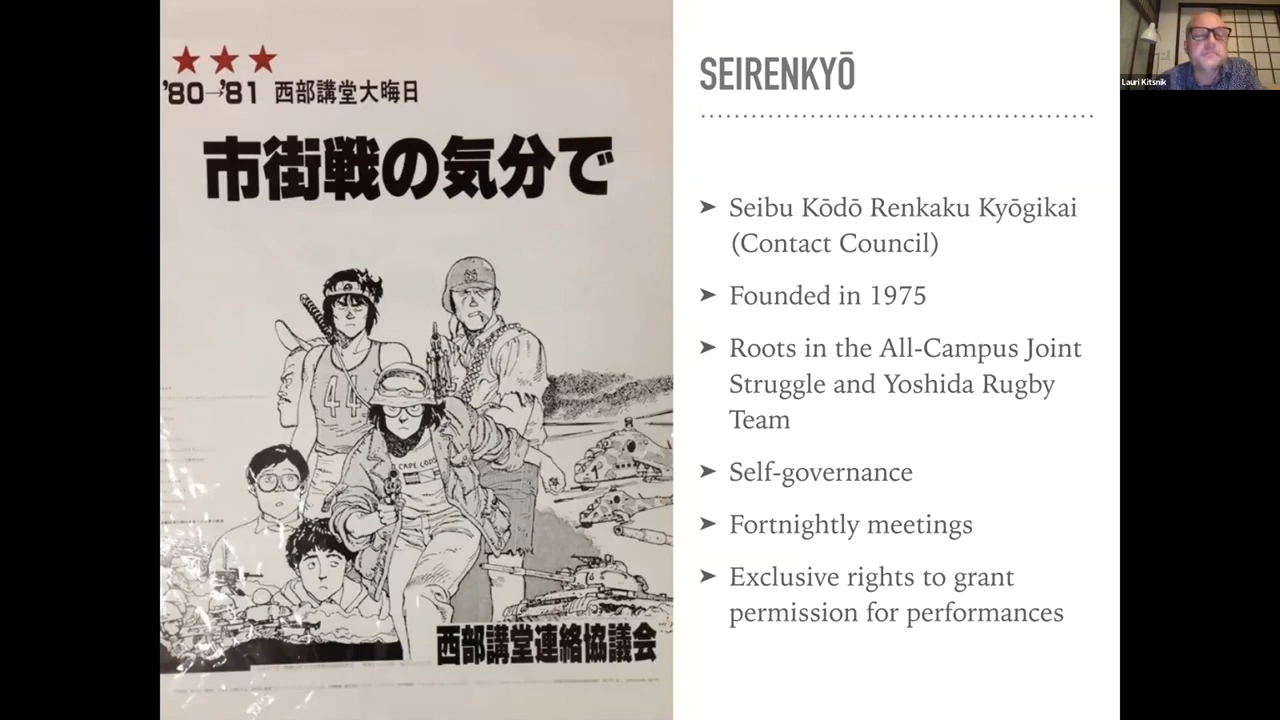 ★★★
'80→'81 西部講堂大晦日
市街戦の気分で
44
CAPE
西部講堂連絡協議会
SEIRENKYŌ
➤ Seibu Kōdō Renkaku Kyōgikai
(Contact Council)
➤ Founded in 1975
➤ Roots in the All-Campus Joint
Struggle and Yoshida Rugby
Team
➤ Self-governance
➤ Fortnightly meetings
➤ Exclusive rights to grant
permission for performances
Lauri Kitsnik